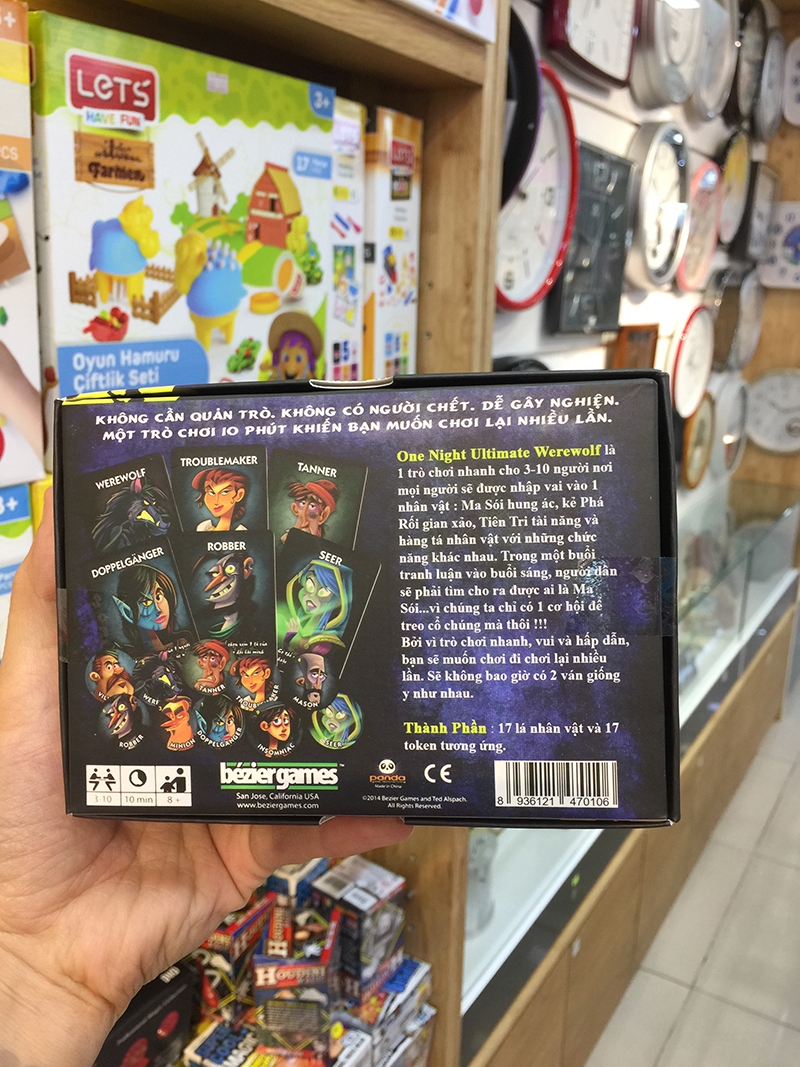 LETS
HAVE FUN
Farmen
3+
17
Oyun Hamuru
Çiftlik Seti
KHÔNG CẦN QUẢN TRÒ. KHÔNG CÓ NGƯỜI CHẾT. DỄ GÂY NGHIỆN.
MỘT TRÒ CHƠI 10 PHÚT KHIẾN BẠN MUỐN CHƠI LẠI NHIỀU LẦN.
WEREWOLF
TROUBLEMAKER
TANNER
DOPPELGÄNGER
ROBBER
SEER
TANNER
MASON
ROBBER
MINION
DOPPELGÄNGER
INSOMNIAC
SEER
One Night Ultimate Werewolf là
1 trò chơi nhanh cho 3-10 người nơi
mọi người sẽ được nhập vai vào 1
nhân vật : Ma Sói hung ác, kẻ Phá
Rối gian xảo, Tiên Tri tài năng và
hàng tá nhân vật với những chức
năng khác nhau. Trong một buổi
tranh luận vào buổi sáng, người dân
sẽ phải tìm cho ra được ai là Ma
Sói...vì chúng ta chỉ có 1 cơ hội để
treo cổ chúng mà thôi !!!
Bởi vì trò chơi nhanh, vui và hấp dẫn,
bạn sẽ muốn chơi đi chơi lại nhiều
lần. Sẽ không bao giờ có 2 ván giống
y như nhau.
Thành Phần : 17 lá nhân vật và 17
token tương ứng.
3-10
10 min
8+
béziergames
San Jose, California USA
www.beziergames.com
panda
Made in China
CE
©2014 Bezier Games and Ted Alspach.
All Rights Reserved.
8 936121 470106
HOUDINI
MAGIC